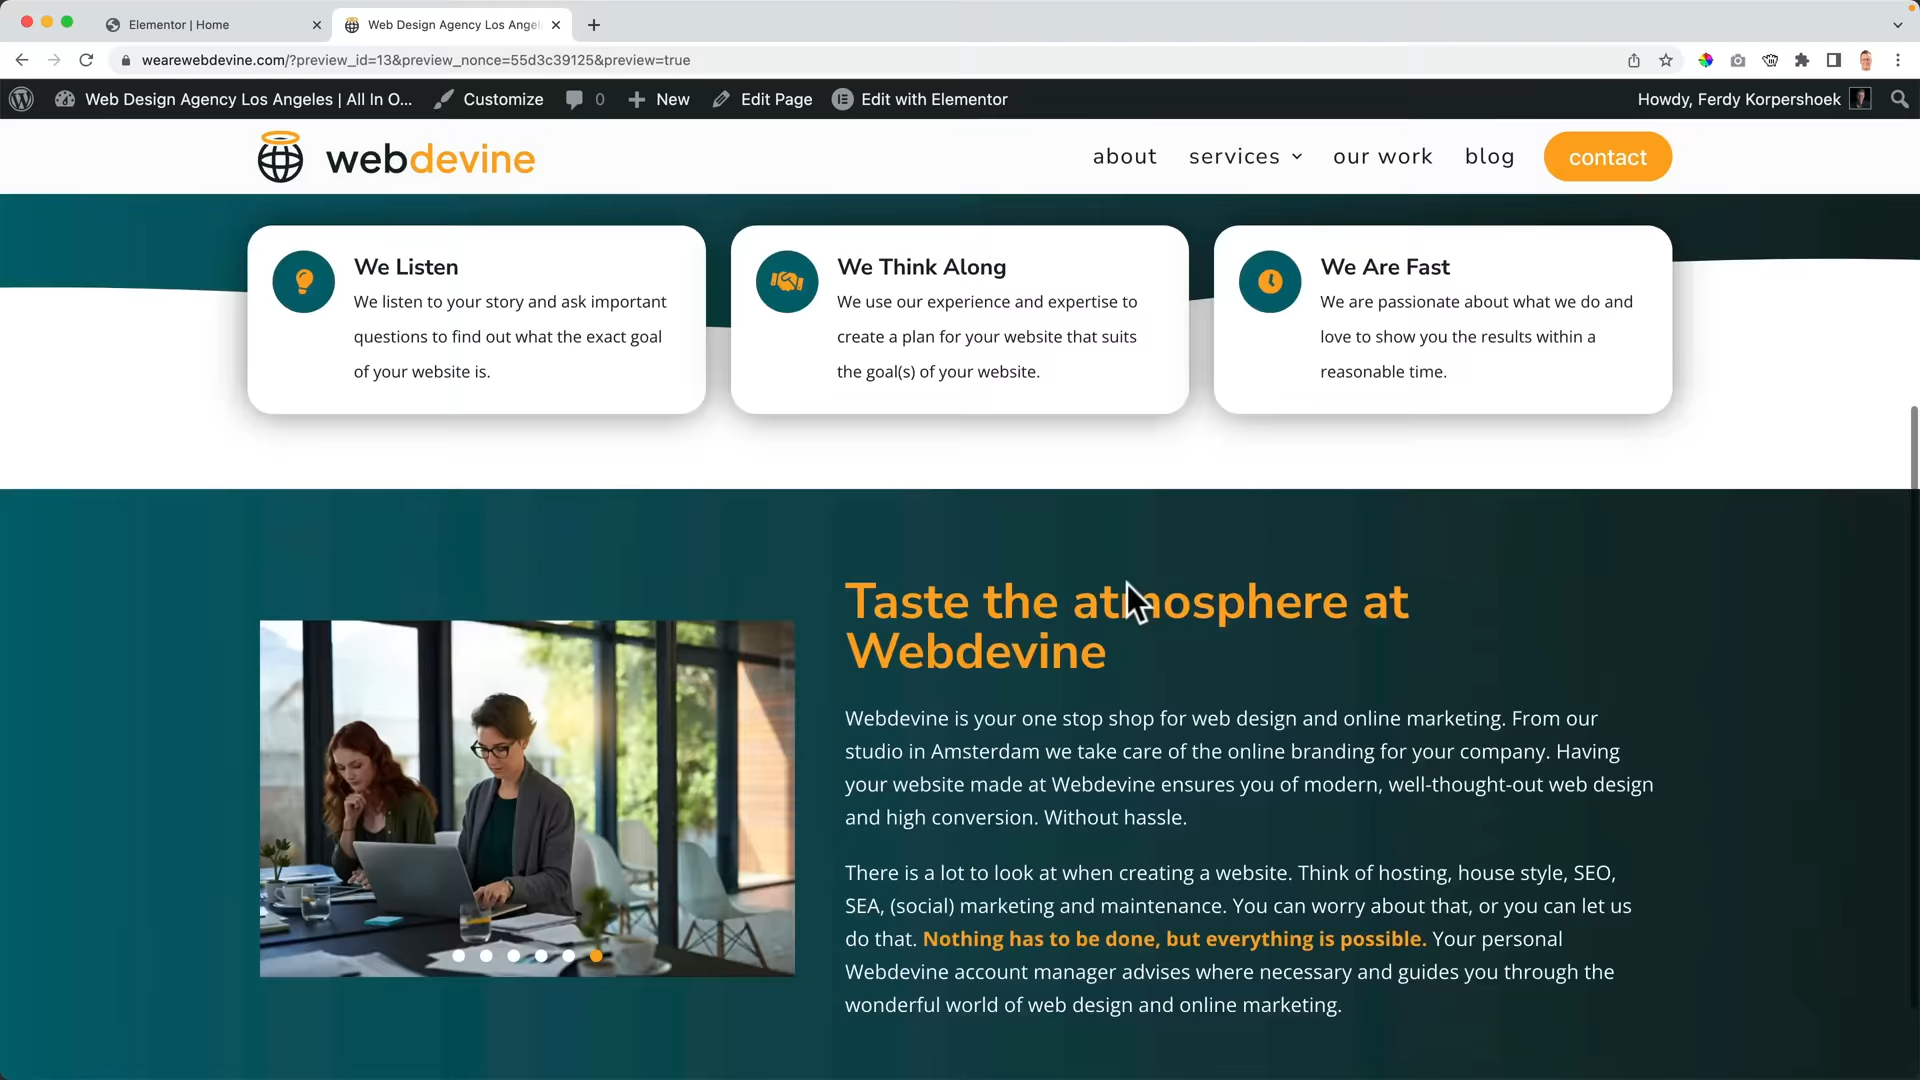 Elementor | Home
Web Design Agency Los Angel
wearewebdevine.com/?preview_id=13&preview_nonce=55d3c39125&preview=true
Web Design Agency Los Angeles | All In O... Customize 0 New Edit Page Edit with Elementor Howdy, Ferdy Korpershoek
webdevine about services our work blog contact
We Listen
We listen to your story and ask important
questions to find out what the exact goal
of your website is.
We Think Along
We use our experience and expertise to
create a plan for your website that suits
the goal(s) of your website.
We Are Fast
We are passionate about what we do and
love to show you the results within a
reasonable time.
Taste the atmosphere at
Webdevine
Webdevine is your one stop shop for web design and online marketing. From our
studio in Amsterdam we take care of the online branding for your company. Having
your website made at Webdevine ensures you of modern, well-thought-out web design
and high conversion. Without hassle.
There is a lot to look at when creating a website. Think of hosting, house style, SEO,
SEA, (social) marketing and maintenance. You can worry about that, or you can let us
do that. Nothing has to be done, but everything is possible. Your personal
Webdevine account manager advises where necessary and guides you through the
wonderful world of web design and online marketing.